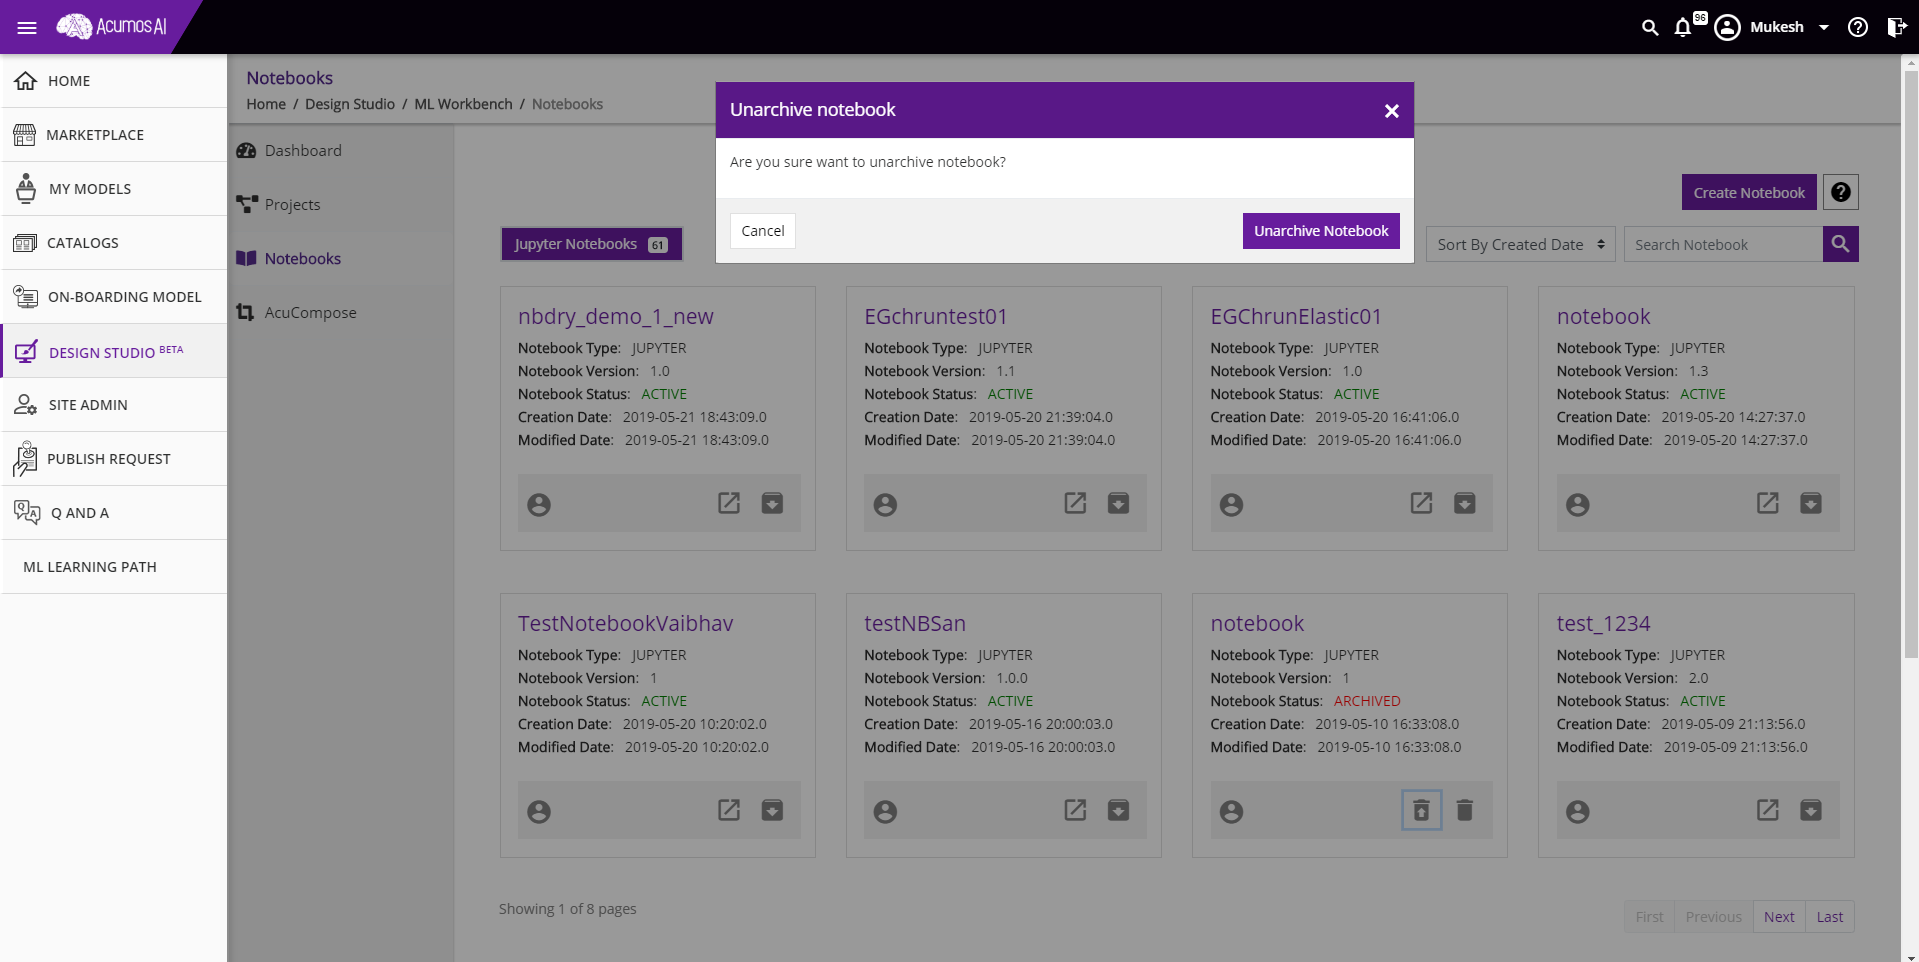 Acumos AI
96
Mukesh
HOME
MARKETPLACE
MY MODELS
CATALOGS
ON-BOARDING MODEL
DESIGN STUDIO BETA
SITE ADMIN
PUBLISH REQUEST
Q AND A
ML LEARNING PATH
Notebooks
Home / Design Studio / ML Workbench / Notebooks
Dashboard
Projects
Notebooks
AcuCompose
Unarchive notebook
Are you sure want to unarchive notebook?
Cancel
Unarchive Notebook
Create Notebook
Jupyter Notebooks 61
Sort By Created Date
Search Notebook
nbdry_demo_1_new
Notebook Type: JUPYTER
Notebook Version: 1.0
Notebook Status: ACTIVE
Creation Date: 2019-05-21 18:43:09.0
Modified Date: 2019-05-21 18:43:09.0
EGchruntest01
Notebook Type: JUPYTER
Notebook Version: 1.1
Notebook Status: ACTIVE
Creation Date: 2019-05-20 21:39:04.0
Modified Date: 2019-05-20 21:39:04.0
EGChrunElastic01
Notebook Type: JUPYTER
Notebook Version: 1.0
Notebook Status: ACTIVE
Creation Date: 2019-05-20 16:41:06.0
Modified Date: 2019-05-20 16:41:06.0
notebook
Notebook Type: JUPYTER
Notebook Version: 1.3
Notebook Status: ACTIVE
Creation Date: 2019-05-20 14:27:37.0
Modified Date: 2019-05-20 14:27:37.0
TestNotebookVaibhav
Notebook Type: JUPYTER
Notebook Version: 1
Notebook Status: ACTIVE
Creation Date: 2019-05-20 10:20:02.0
Modified Date: 2019-05-20 10:20:02.0
testNBSan
Notebook Type: JUPYTER
Notebook Version: 1.0.0
Notebook Status: ACTIVE
Creation Date: 2019-05-16 20:00:03.0
Modified Date: 2019-05-16 20:00:03.0
notebook
Notebook Type: JUPYTER
Notebook Version: 1
Notebook Status: ARCHIVED
Creation Date: 2019-05-10 16:33:08.0
Modified Date: 2019-05-10 16:33:08.0
test_1234
Notebook Type: JUPYTER
Notebook Version: 2.0
Notebook Status: ACTIVE
Creation Date: 2019-05-09 21:13:56.0
Modified Date: 2019-05-09 21:13:56.0
Showing 1 of 8 pages
First Previous Next Last